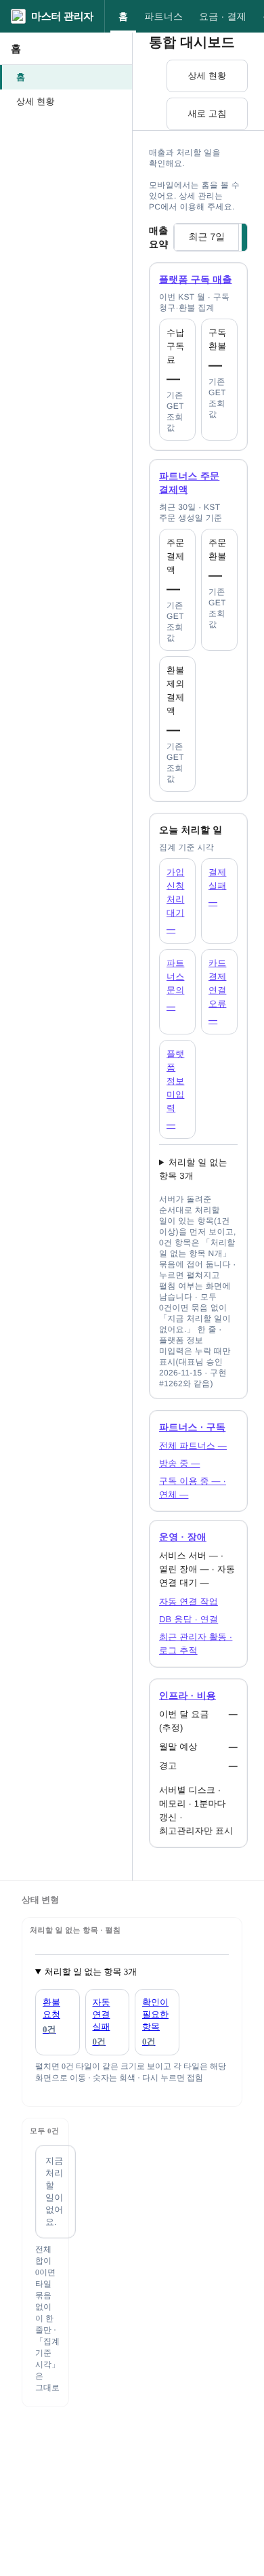 마스터 관리자
홈
파트너스
요금 · 결제
홈
홈
상세 현황
통합 대시보드
상세 현황
새로 고침
매출과 처리할 일을
확인해요.
모바일에서는 홈을 볼 수
있어요. 상세 관리는
PC에서 이용해 주세요.
매출
요약
최근 7일
플랫폼 구독 매출
이번 KST 월 · 구독
청구·환불 집계
수납
구독
료
—
기존
GET
조회
값
구독
환불
—
기존
GET
조회
값
파트너스 주문
결제액
최근 30일 · KST
주문 생성일 기준
주문
결제
액
—
기존
GET
조회
값
주문
환불
—
기존
GET
조회
값
환불
제외
결제
액
—
기존
GET
조회
값
오늘 처리할 일
집계 기준 시각
가입
신청
처리
대기
—
결제
실패
—
파트
너스
문의
—
카드
결제
연결
오류
—
플랫
폼
정보
미입
력
—
▶ 처리할 일 없는
항목 3개
서버가 돌려준
순서대로 처리할
일이 있는 항목(1건
이상)을 먼저 보이고,
0건 항목은 「처리할
일 없는 항목 N개」
묶음에 접어 둡니다 ·
누르면 펼쳐지고
펼침 여부는 화면에
남습니다 · 모두
0건이면 묶음 없이
「지금 처리할 일이
없어요.」 한 줄 ·
플랫폼 정보
미입력은 누락 때만
표시(대표님 승인
2026-11-15 · 구현
#1262와 같음)
파트너스 · 구독
전체 파트너스 —
방송 중 —
구독 이용 중 — ·
연체 —
운영 · 장애
서비스 서버 — ·
열린 장애 — · 자동
연결 대기 —
자동 연결 작업
DB 응답 · 연결
최근 관리자 활동 ·
로그 추적
인프라 · 비용
이번 달 요금
(추정)
—
월말 예상 —
경고 —
서버별 디스크 ·
메모리 · 1분마다
갱신 ·
최고관리자만 표시
상태 변형
처리할 일 없는 항목 · 펼침
▼ 처리할 일 없는 항목 3개
환불
요청
0건
자동
연결
실패
0건
확인이
필요한
항목
0건
펼치면 0건 타일이 같은 크기로 보이고 각 타일은 해당
화면으로 이동 · 숫자는 회색 · 다시 누르면 접힘
모두 0건
지금
처리
할
일이
없어
요.
전체
합이
0이면
타일
묶음
없이
이 한
줄만 ·
「집계
기준
시각」
은
그대로